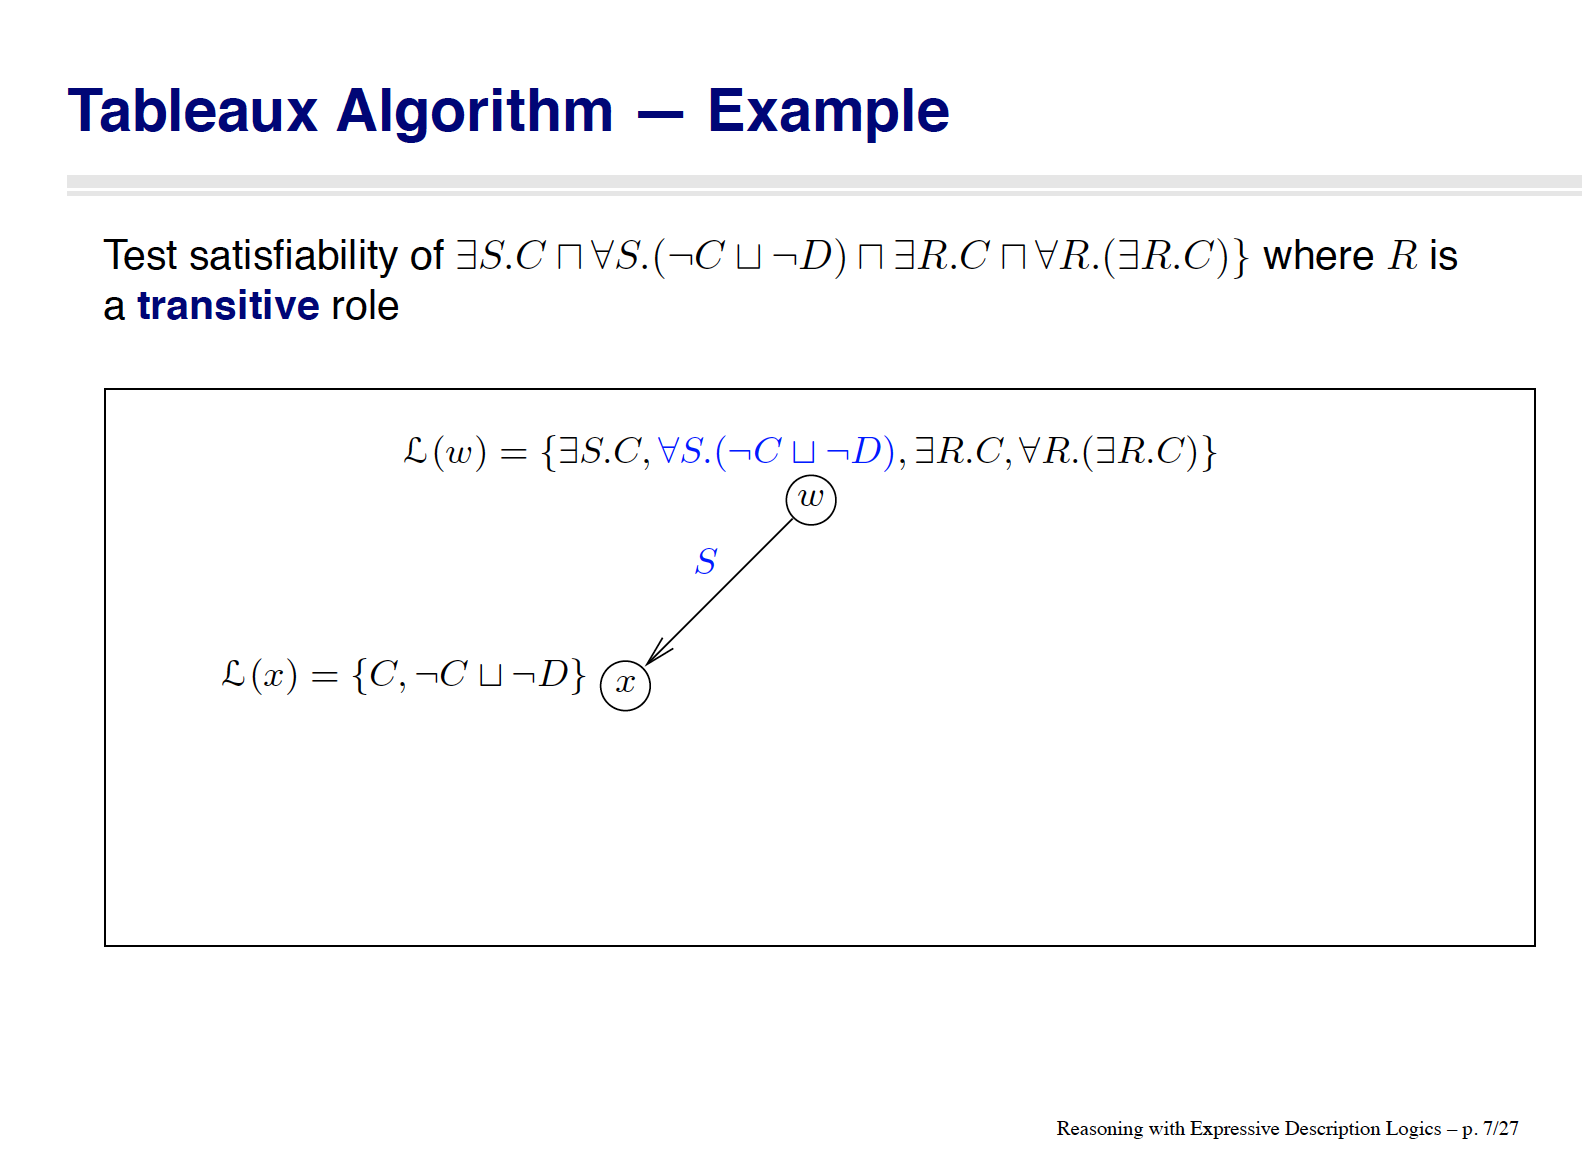 Tableaux Algorithm — Example
Test satisfiability of ∃S.C ⊓ ∀S.(¬C ⊔ ¬D) ⊓ ∃R.C ⊓ ∀R.(∃R.C)} where R is
a transitive role
ℒ(w) = {∃S.C, ∀S.(¬C ⊔ ¬D), ∃R.C, ∀R.(∃R.C)}
w
S
ℒ(x) = {C, ¬C ⊔ ¬D} x
Reasoning with Expressive Description Logics – p. 7/27